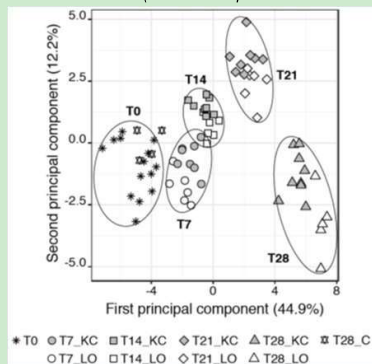 5.0
2.5
0.0
-2.5
-5.0
Second principal component (12.2%)
T21
T14
T0
T7
T28
-4 0 4 8
First principal component (44.9%)
T0 T7_KC T14_KC T21_KC T28_KC T28_C
T7_LO T14_LO T21_LO T28_LO